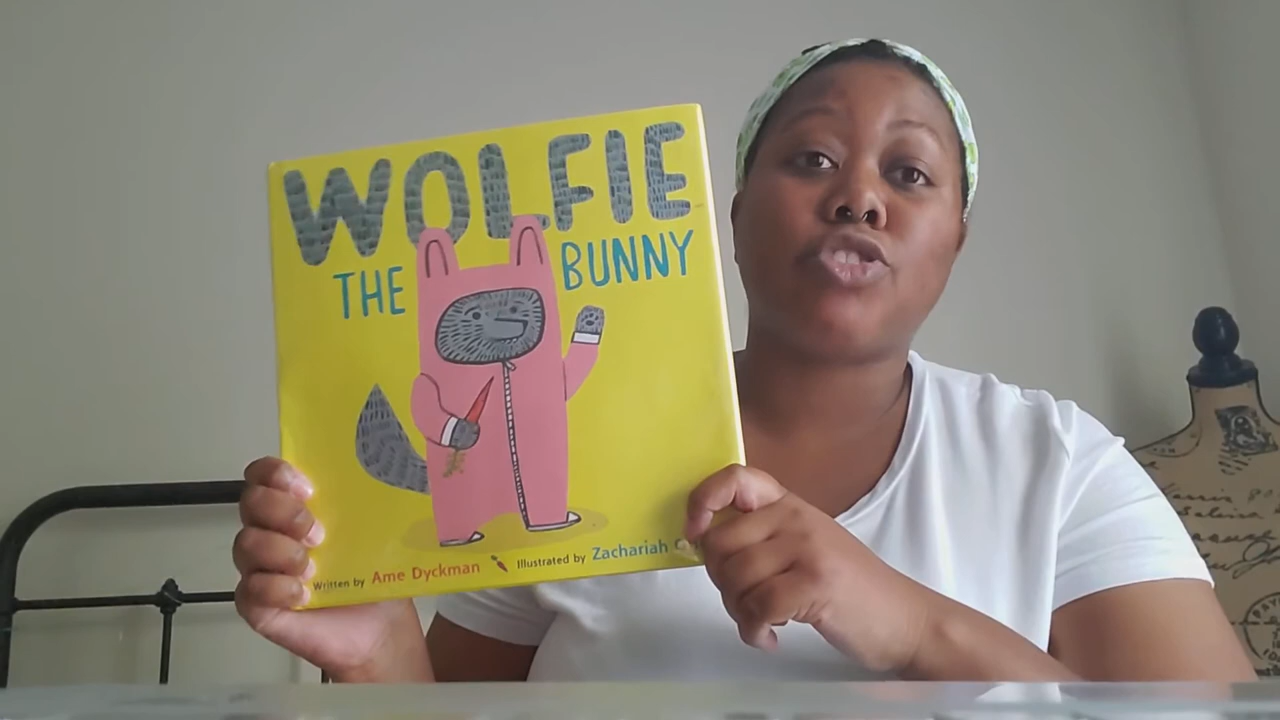 WOLFIE
THE BUNNY
Written by Ame Dyckman Illustrated by Zachariah